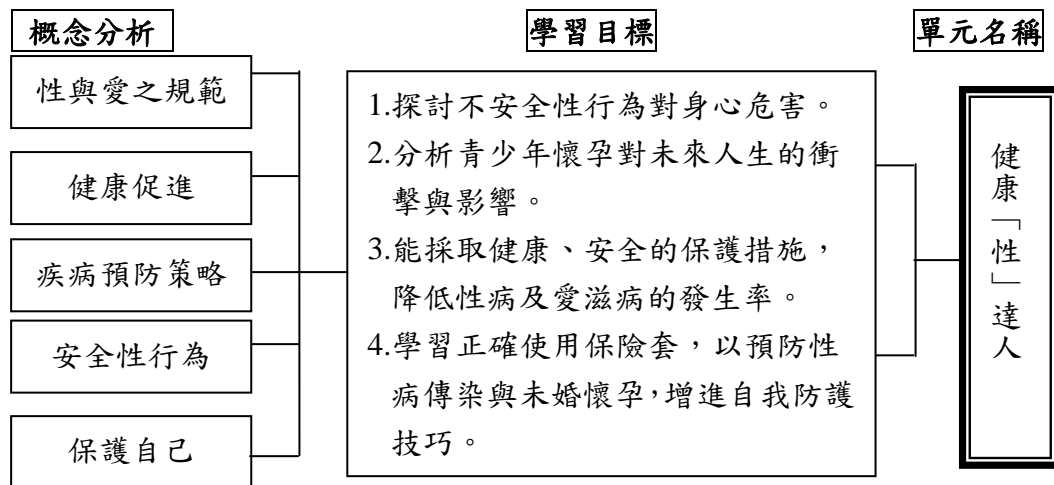 概念分析
學習目標
單元名稱
性與愛之規範
健康促進
疾病預防策略
安全性行為
保護自己
1.探討不安全性行為對身心危害。
2.分析青少年懷孕對未來人生的衝
擊與影響。
3.能採取健康、安全的保護措施，
降低性病及愛滋病的發生率。
4.學習正確使用保險套，以預防性
病傳染與未婚懷孕，增進自我防護
技巧。
健康「性」達人